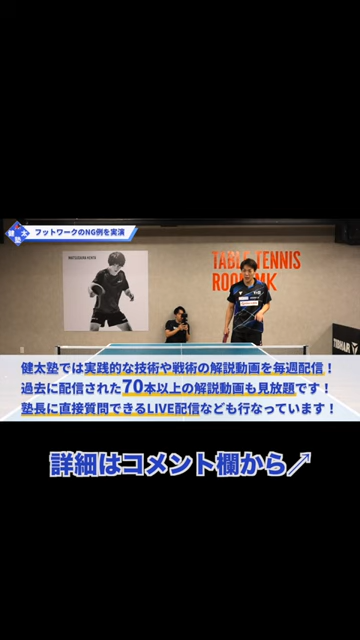 健太塾
フットワークのNG例を実演
MATSUDAIRA KENTA
TABLE TENNIS
ROOM MK
TIBHAR
健太塾では実践的な技術や戦術の解説動画を毎週配信！
過去に配信された70本以上の解説動画も見放題です！
塾長に直接質問できるLIVE配信なども行なっています！
詳細はコメント欄から↗